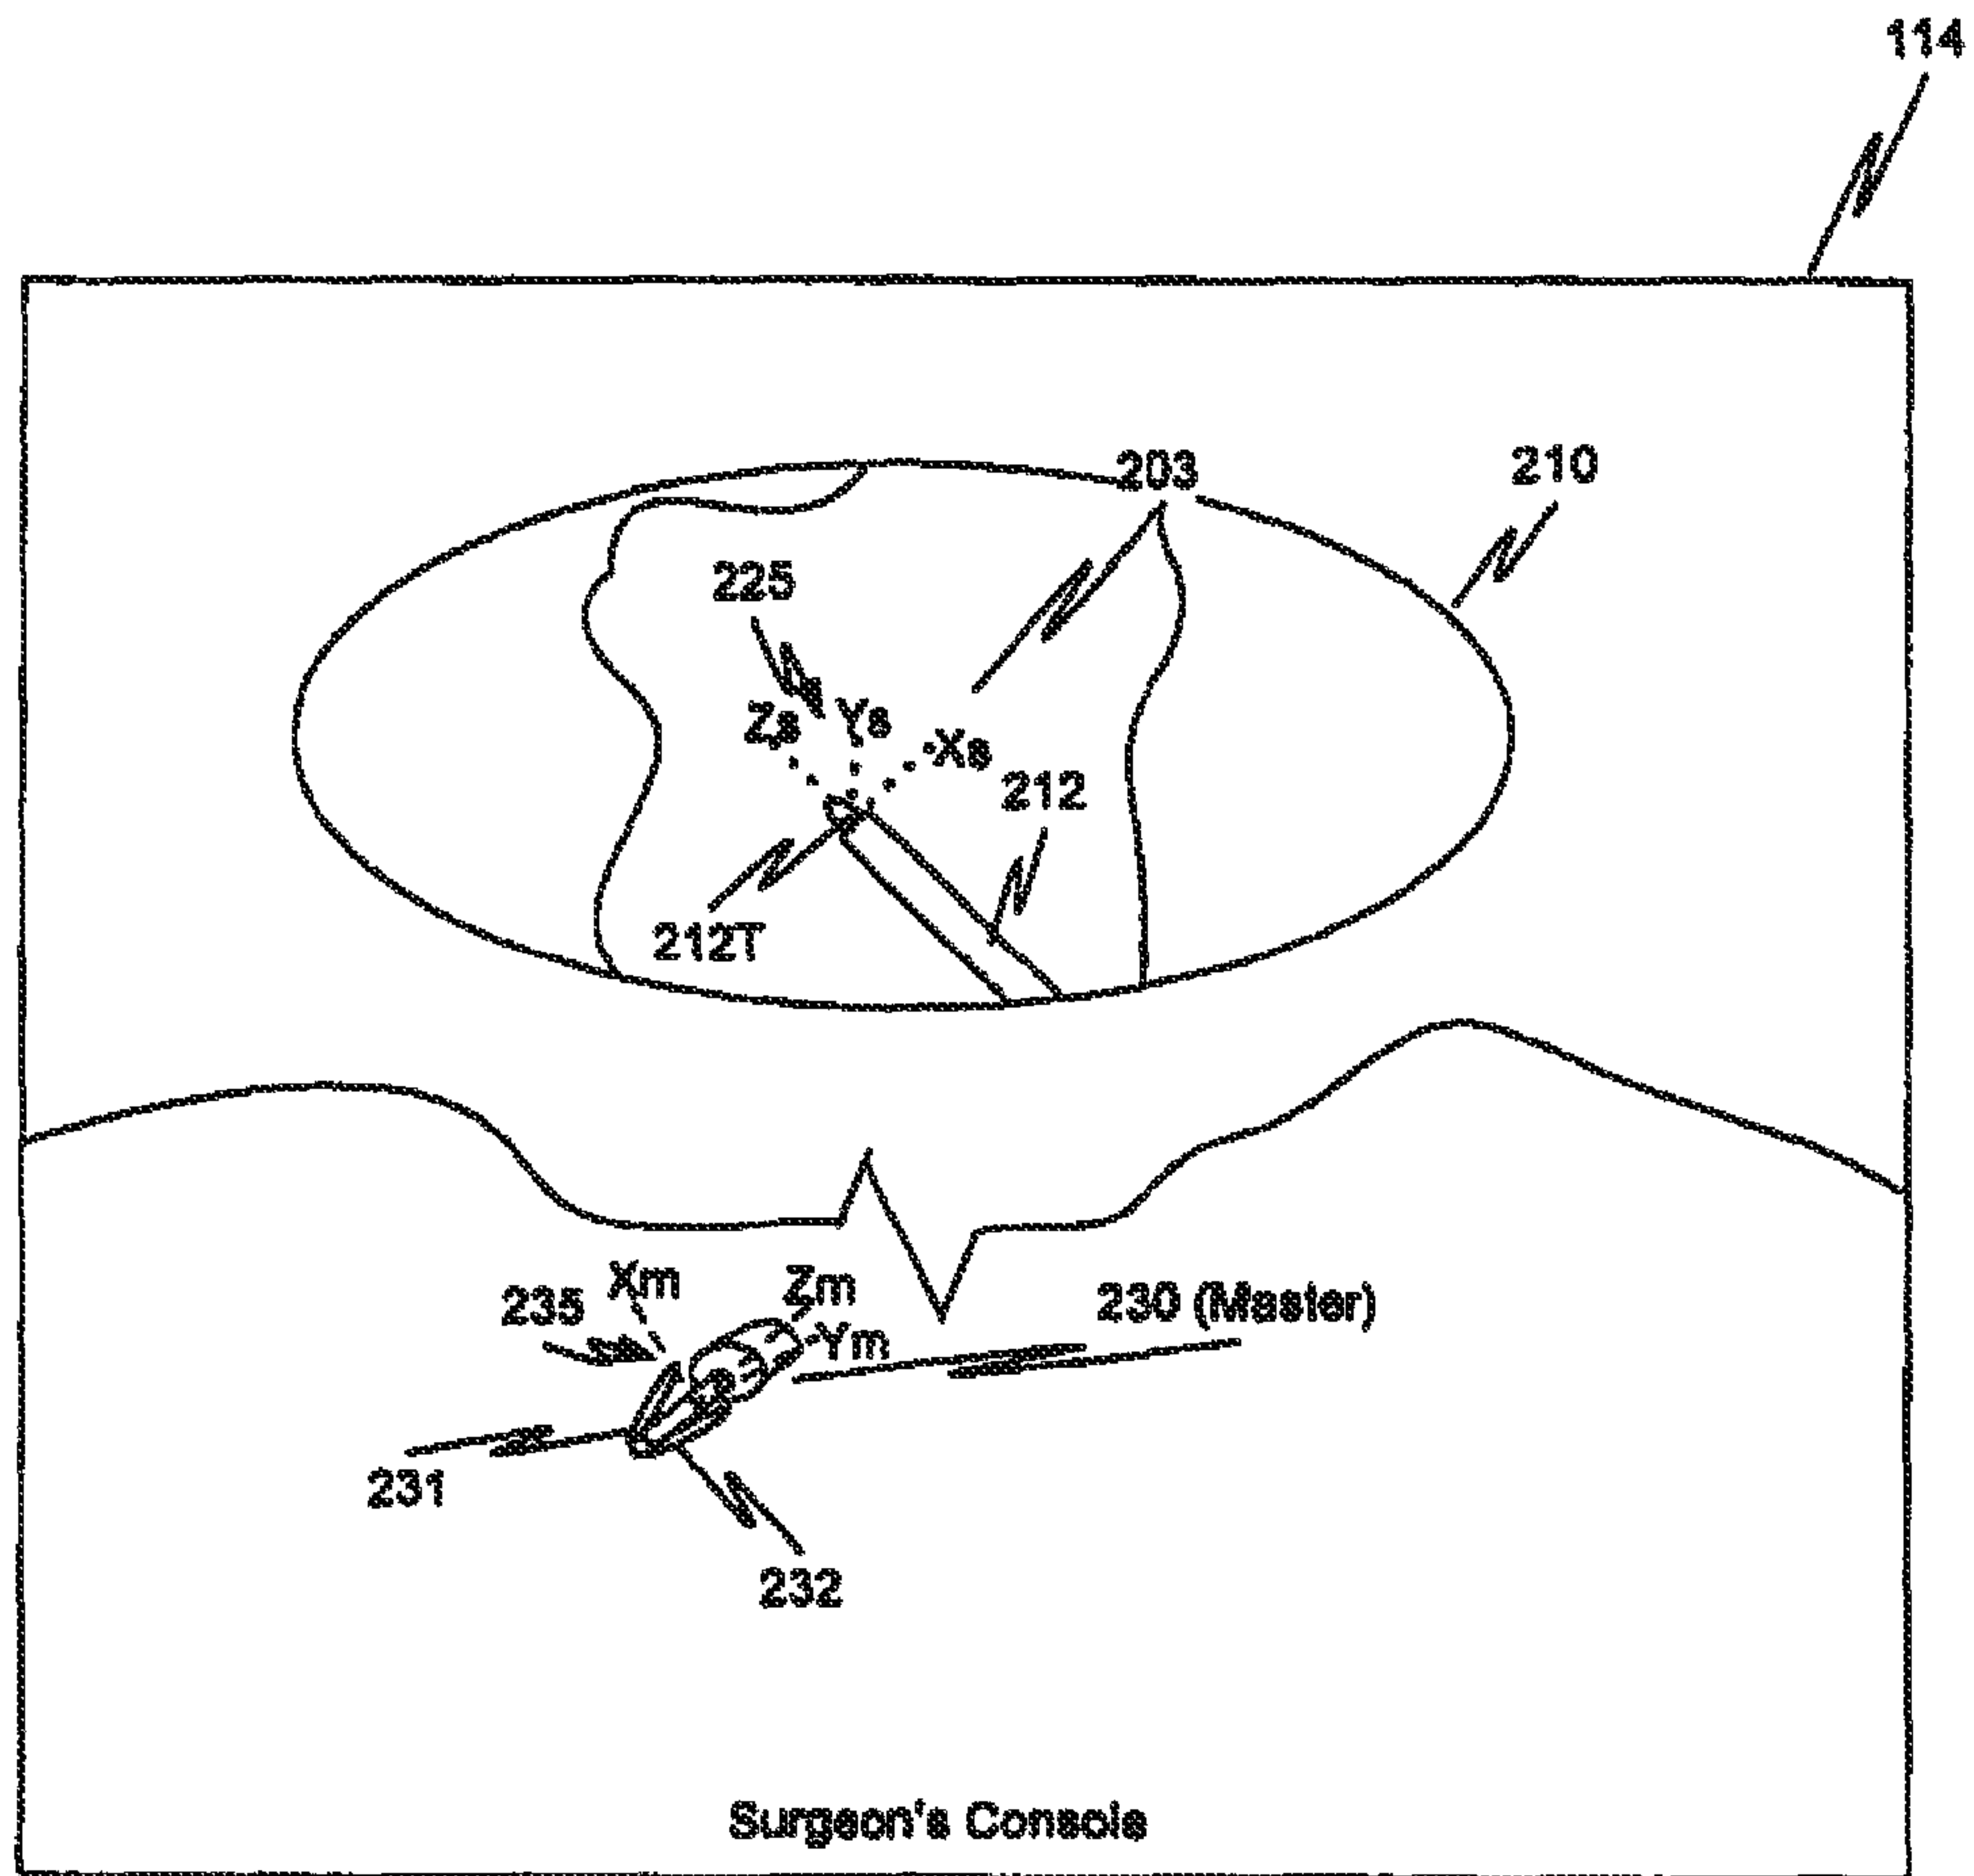 114
203
210
225
Zs
Ys
Xs
212
212T
Xm
Zm
235
230 (Master)
Ym
231
232
Surgeon's Console